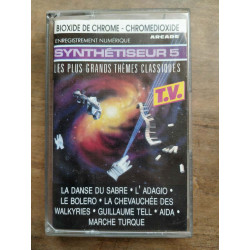 BIOXIDE DE CHROME - CHROMEDIOXIDE
ENREGISTREMENT NUMERIQUE ARCADE
SYNTHÉTISEUR 5
LES PLUS GRANDS THÈMES CLASSIQUES
T.V.
LA DANSE DU SABRE • L'ADAGIO •
LE BOLERO • LA CHEVAUCHÉE DES
WALKYRIES • GUILLAUME TELL • AIDA •
MARCHE TURQUE